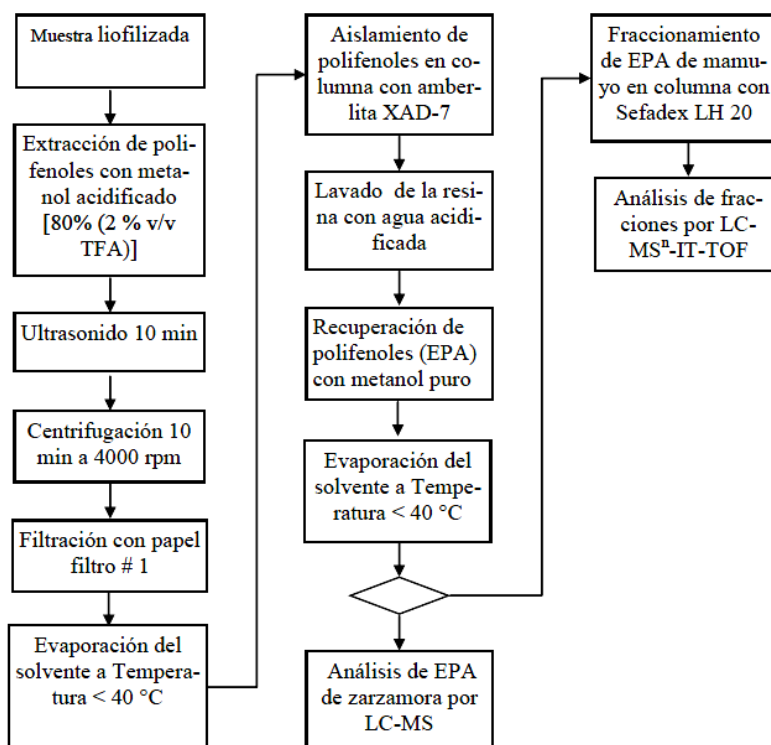 Muestra liofilizada
Extracción de poli-
fenoles con meta-
nol acidificado
[80% (2 % v/v
TFA)]
Ultrasonido 10 min
Centrifugación 10
min a 4000 rpm
Filtración con papel
filtro # 1
Evaporación del
solvente a Tempera-
tura < 40 °C
Aislamiento de
polifenoles en co-
lumna con amber-
lita XAD-7
Lavado de la resi-
na con agua acidi-
ficada
Recuperación de
polifenoles (EPA)
con metanol puro
Evaporación del
solvente a Tempe-
ratura < 40 °C
Análisis de EPA
de zarzamora por
LC-MS
Fraccionamiento
de EPA de mamu-
yo en columna con
Sefadex LH 20
Análisis de frac-
ciones por LC-
MSⁿ-IT-TOF